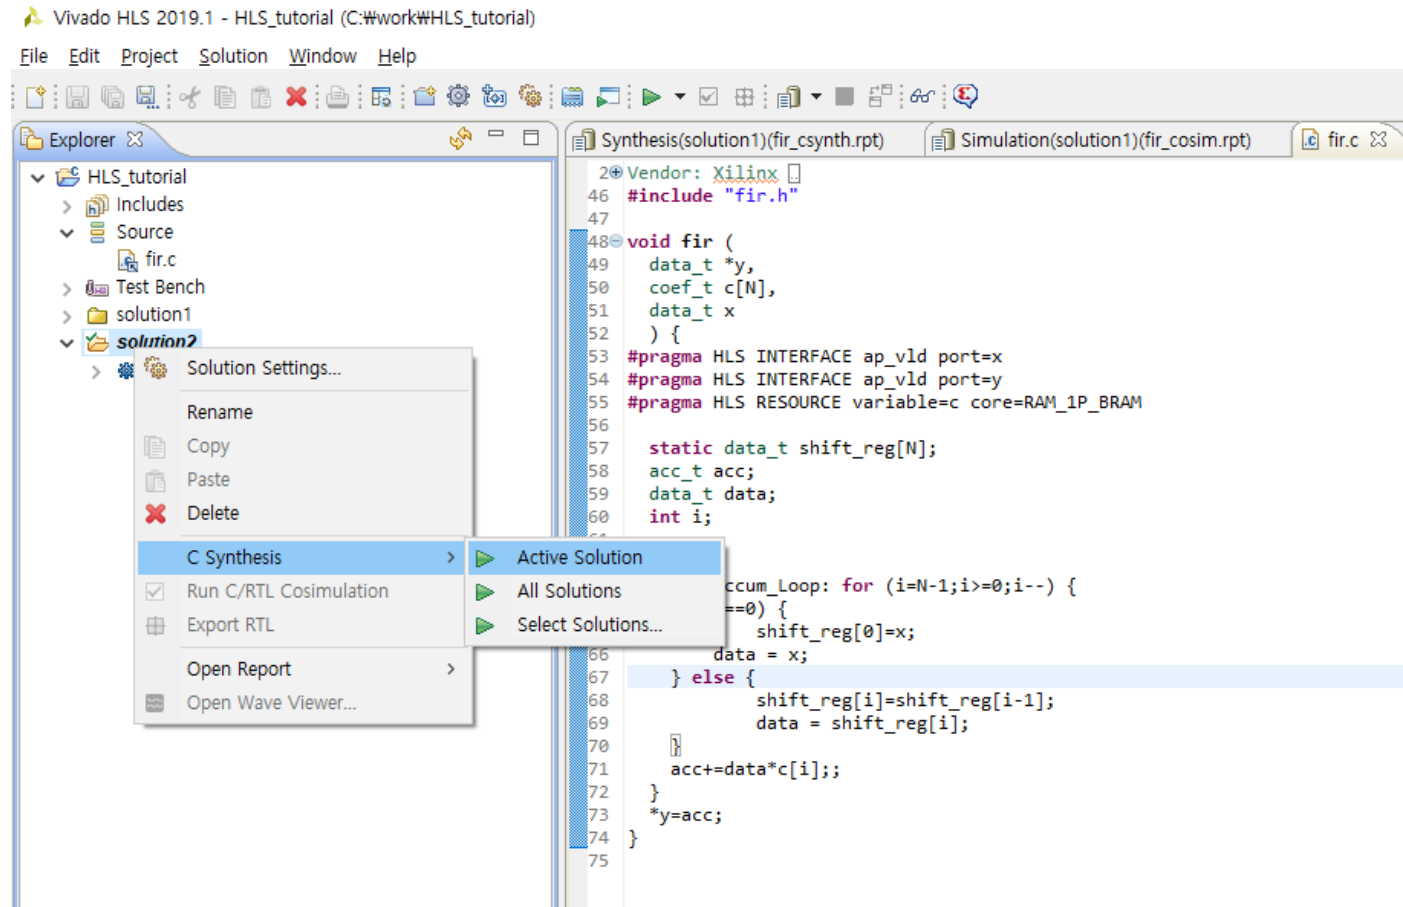 Vivado HLS 2019.1 - HLS_tutorial (C:₩work₩HLS_tutorial)
File Edit Project Solution Window Help
Explorer
HLS_tutorial
Includes
Source
fir.c
Test Bench
solution1
solution2
Solution Settings...
Rename
Copy
Paste
Delete
C Synthesis
Run C/RTL Cosimulation
Export RTL
Open Report
Open Wave Viewer...
Active Solution
All Solutions
Select Solutions...
Synthesis(solution1)(fir_csynth.rpt) Simulation(solution1)(fir_cosim.rpt) fir.c
2 Vendor: Xilinx
46 #include "fir.h"
47
48 void fir (
49 data_t *y,
50 coef_t c[N],
51 data_t x
52 ) {
53 #pragma HLS INTERFACE ap_vld port=x
54 #pragma HLS INTERFACE ap_vld port=y
55 #pragma HLS RESOURCE variable=c core=RAM_1P_BRAM
56
57 static data_t shift_reg[N];
58 acc_t acc;
59 data_t data;
60 int i;
ccum_Loop: for (i=N-1;i>=0;i--) {
==0) {
shift_reg[0]=x;
66 data = x;
67 } else {
68 shift_reg[i]=shift_reg[i-1];
69 data = shift_reg[i];
70 }
71 acc+=data*c[i];;
72 }
73 *y=acc;
74 }
75